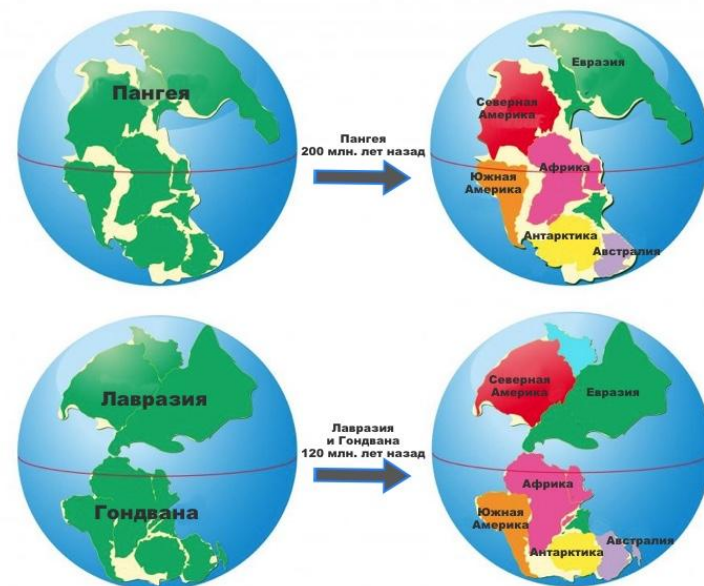 Пангея
Пангея
200 млн. лет назад
Евразия
Северная
Америка
Африка
Южная
Америка
Антарктика
Австралия
Лавразия
Гондвана
Лавразия
и Гондвана
120 млн. лет назад
Северная
Америка
Евразия
Африка
Южная
Америка
Австралия
Антарктика